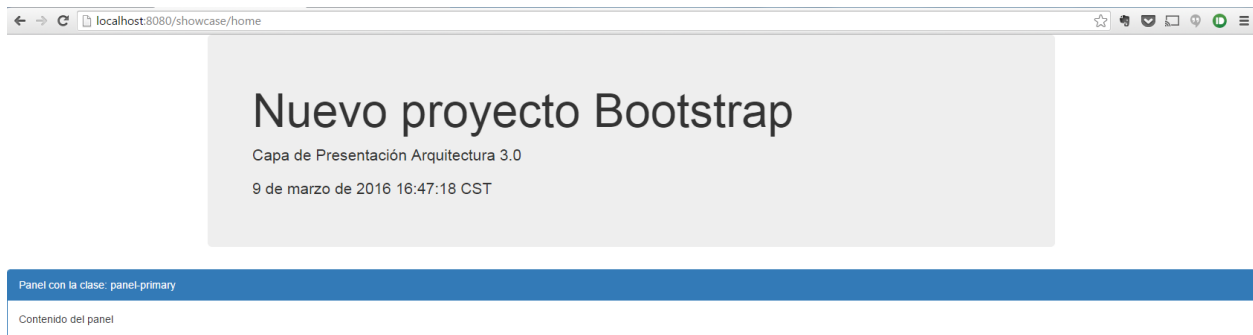 localhost:8080/showcase/home
Nuevo proyecto Bootstrap
Capa de Presentación Arquitectura 3.0
9 de marzo de 2016 16:47:18 CST
Panel con la clase: panel-primary
Contenido del panel